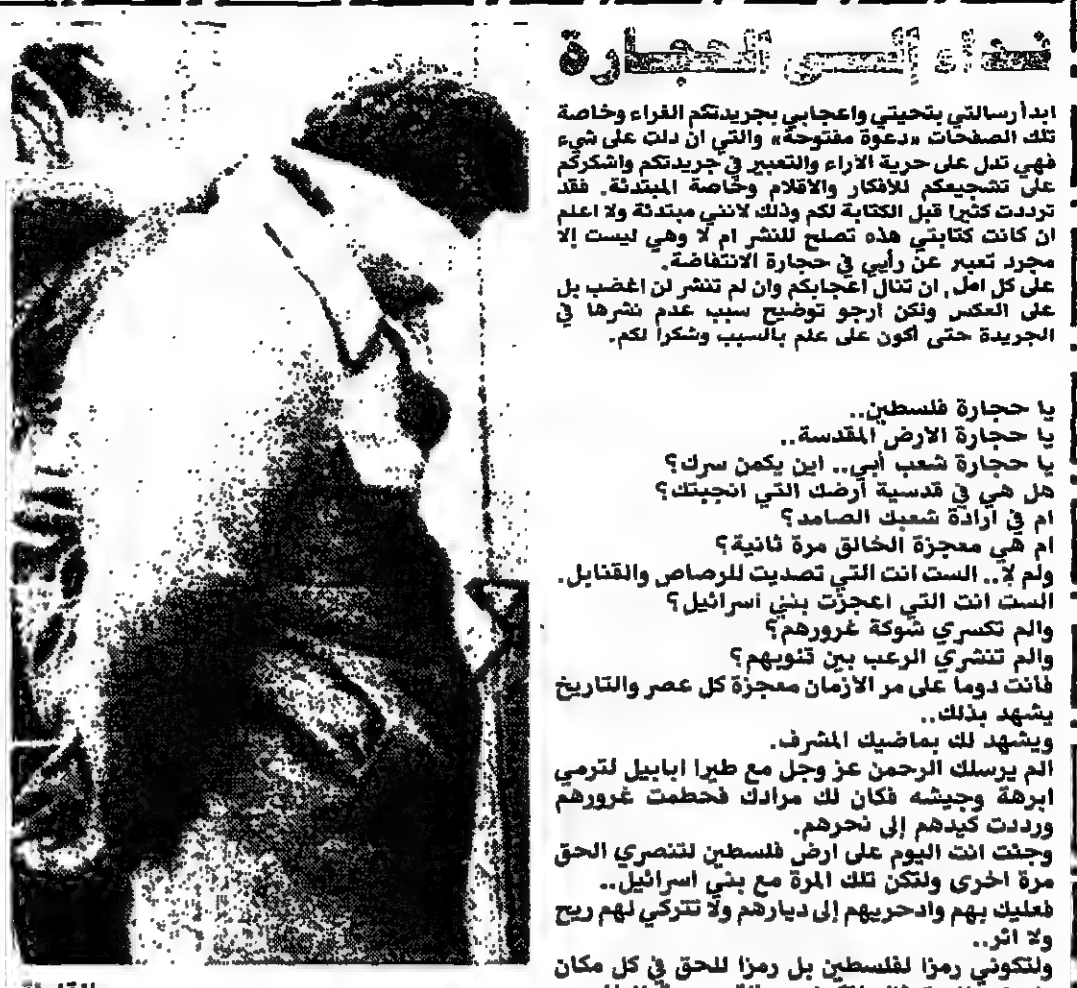 نداء الى الحجارة
ابدأ رسالتي بتحيتي واعجابي بجريدتكم الغراء وخاصة
تلك الصفحات «دعوة مفتوحة» والتي ان دلت على شيء
فهي تدل على حرية الاراء والتعبير في جريدتكم واشكركم
على تشجيعكم للأفكار والاقلام وخاصة المبتدئة. فقد
ترددت كثيرا قبل الكتابة لكم وذلك لانني مبتدئة ولا اعلم
ان كانت كتابتي هذه تصلح للنشر ام لا وهي ليست إلا
مجرد تعبير عن رأيي في حجارة الانتفاضة.
على كل امل, ان تنال اعجابكم وان لم تنشر لن اغضب بل
على العكس ولكن ارجو توضيح سبب عدم نشرها في
الجريدة حتى أكون على علم بالسبب وشكرا لكم.
يا حجارة فلسطين..
يا حجارة الارض المقدسة..
يا حجارة شعب أبي.. اين يكمن سرك؟
هل هي في قدسية أرضك التي انجبتك؟
ام في ارادة شعبك الصامد؟
ام هي معجزة الخالق مرة ثانية؟
ولم لا.. الست انت التي تصديت للرصاص والقنابل.
الست انت التي اعجزت بنني اسرائيل؟
والم تكسري شوكة غرورهم؟
والم تنشري الرعب بين قلوبهم؟
فانت دوما على مر الازمان معجزة كل عصر والتاريخ
يشهد بذلك..
ويشهد لك بماضيك المشرف.
الم يرسلك الرحمن عز وجل مع طيرا ابابيل لترمي
ابرهة وجيشه فكان لك مرادك فحطمت غرورهم
ورددت كيدهم إلى نحرهم.
وجئت انت اليوم على ارض فلسطين لتنصري الحق
مرة اخرى ولتكن تلك المرة مع بني اسرائيل..
فعليك بهم وادحريهم إلى ديارهم ولا تتركي لهم ريح
ولا اثر..
ولتكوني رمزا لفلسطين بل رمزا للحق في كل مكان